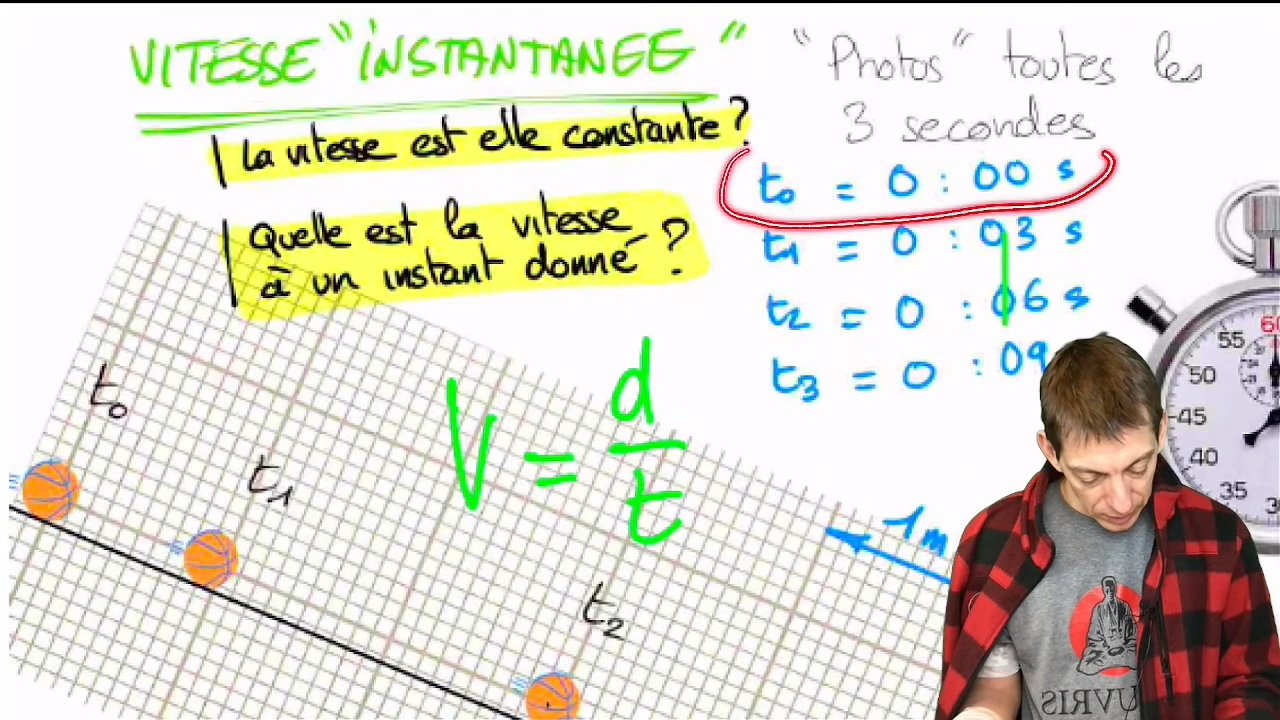 VITESSE "iNSTANTANEE"
"Photos" toutes les
3 secondes
la vitesse est elle constante ?
Quelle est la vitesse
à un instant donné ?
t0 = 0 : 00 s
t1 = 0 : 03 s
t2 = 0 : 06 s
t3 = 0 : 09
V = d/t
t0
t1
t2
1m
60
55
50
45
40
35
UVRIS